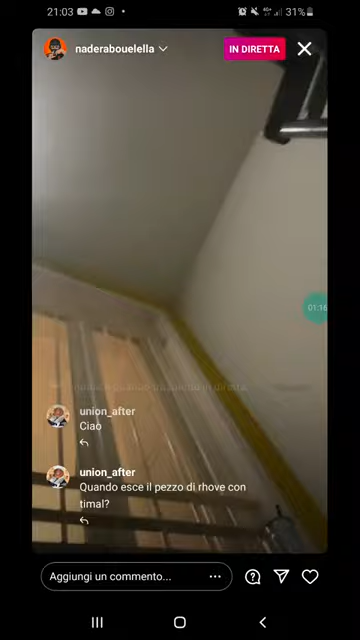 21:03
4G+
31%
naderabouelella
IN DIRETTA
01:16
union_after
Ciao
union_after
Quando esce il pezzo di rhove con
timal?
Aggiungi un commento...